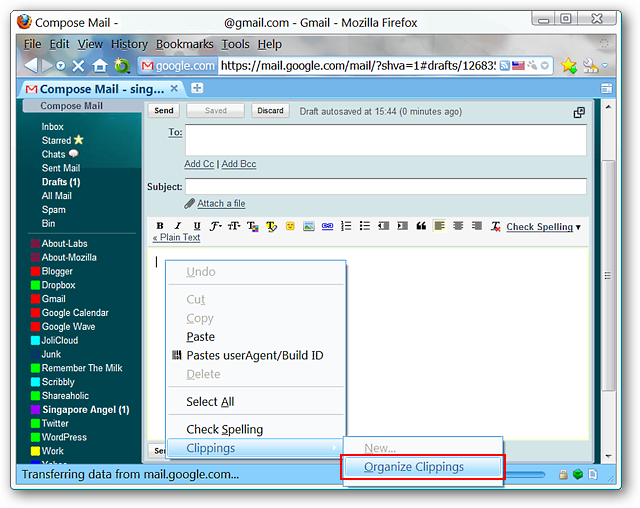 Compose Mail - @gmail.com - Gmail - Mozilla Firefox
File Edit View History Bookmarks Tools Help
google.com https://mail.google.com/mail/?shva=1#drafts/12683
Compose Mail - sing...
Compose Mail
Send Saved Discard Draft autosaved at 15:44 (0 minutes ago)
To:
Add Cc | Add Bcc
Subject:
Attach a file
B I U Check Spelling ▾
« Plain Text
Inbox
Starred
Chats
Sent Mail
Drafts (1)
All Mail
Spam
Bin
About-Labs
About-Mozilla
Blogger
Dropbox
Gmail
Google Calendar
Google Wave
JoliCloud
Junk
Remember The Milk
Scribbly
Shareaholic
Singapore Angel (1)
Twitter
WordPress
Work
Undo
Cut
Copy
Paste
Pastes userAgent/Build ID
Delete
Select All
Check Spelling
Clippings
New...
Organize Clippings
Transferring data from mail.google.com...